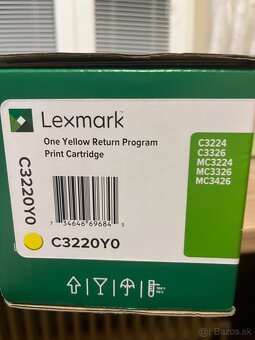 Lexmark
One Yellow Return Program
Print Cartridge
C3224
C3326
MC3224
MC3326
MC3426
C3220Y0
7 34646 69684 3
C3220Y0
Bazos.sk